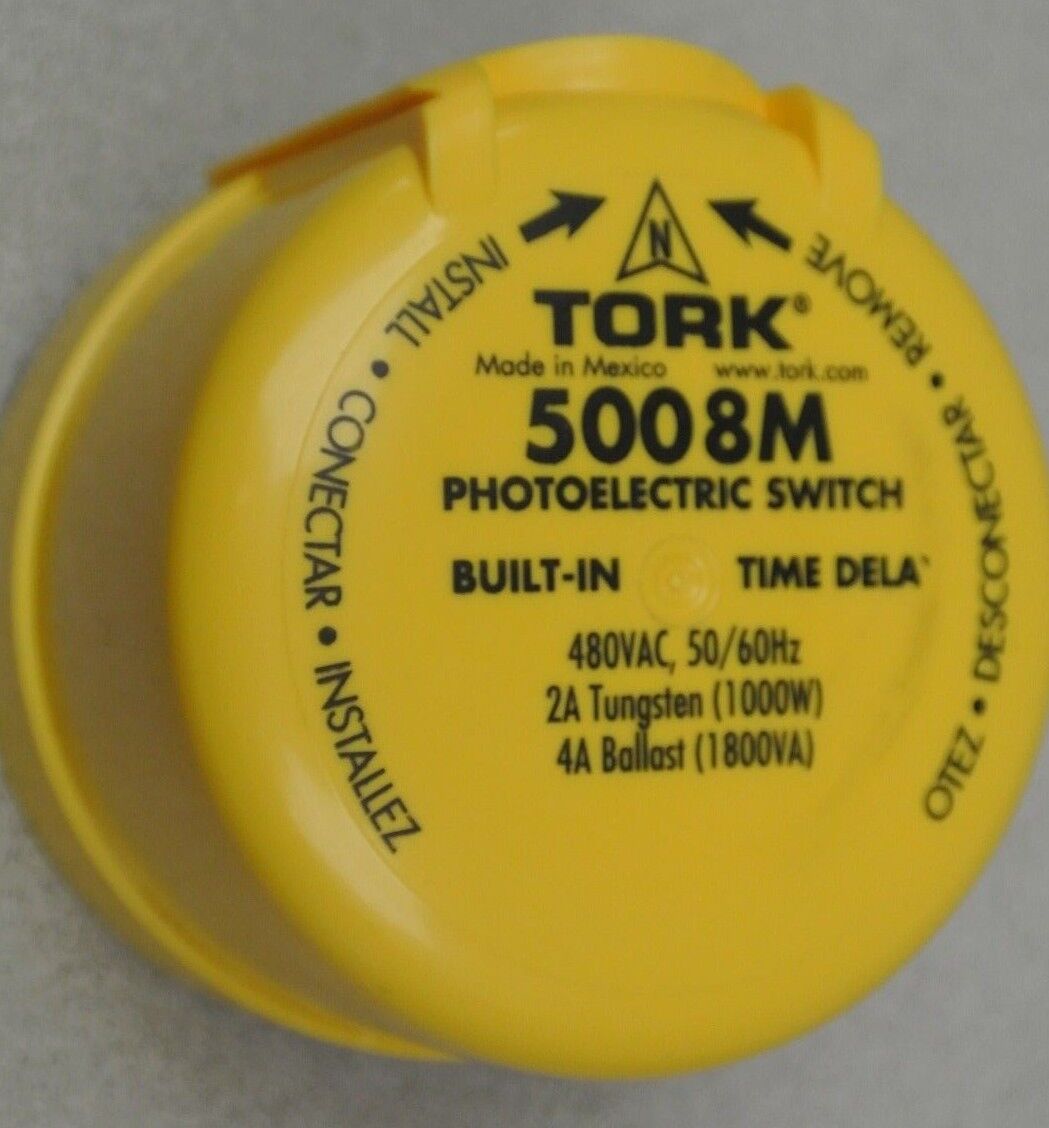 N
TORK®
Made in Mexico www.tork.com
5008M
PHOTOELECTRIC SWITCH
BUILT-IN TIME DELA
480VAC, 50/60Hz
2A Tungsten (1000W)
4A Ballast (1800VA)
INSTALL • CONECTAR • INSTALLEZ
REMOVE • DESCONECTAR • OTEZ